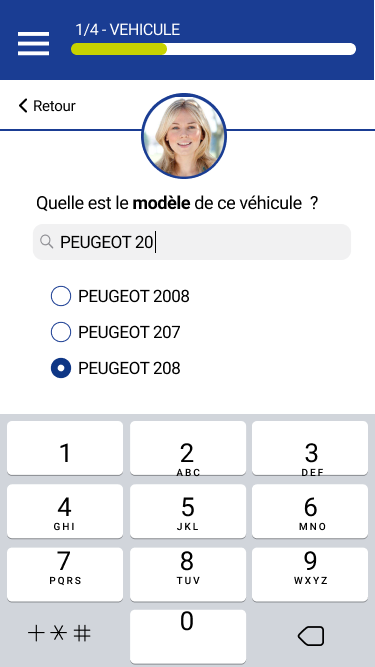 1/4 - VEHICULE
Retour
Quelle est le modèle de ce véhicule ?
PEUGEOT 20
PEUGEOT 2008
PEUGEOT 207
PEUGEOT 208
1
2 ABC
3 DEF
4 GHI
5 JKL
6 MNO
7 PQRS
8 TUV
9 WXYZ
+ * #
0